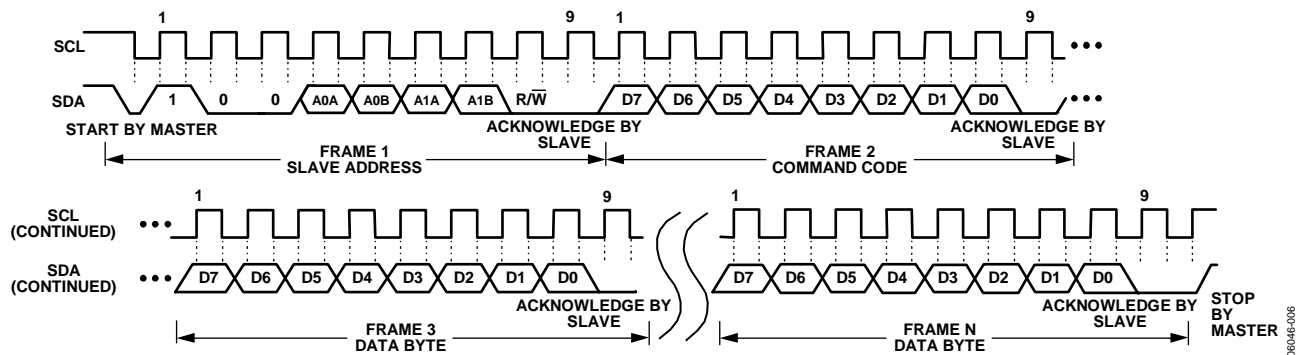 1 9 1 9
SCL
SDA 1 0 0 A0A A0B A1A A1B R/W̅ D7 D6 D5 D4 D3 D2 D1 D0
START BY MASTER ACKNOWLEDGE BY ACKNOWLEDGE BY
SLAVE SLAVE
FRAME 1 FRAME 2
SLAVE ADDRESS COMMAND CODE
1 9 1 9
SCL
(CONTINUED)
SDA D7 D6 D5 D4 D3 D2 D1 D0 D7 D6 D5 D4 D3 D2 D1 D0
(CONTINUED)
ACKNOWLEDGE BY ACKNOWLEDGE BY STOP
SLAVE SLAVE BY
MASTER
FRAME 3 FRAME N
DATA BYTE DATA BYTE
06046-006